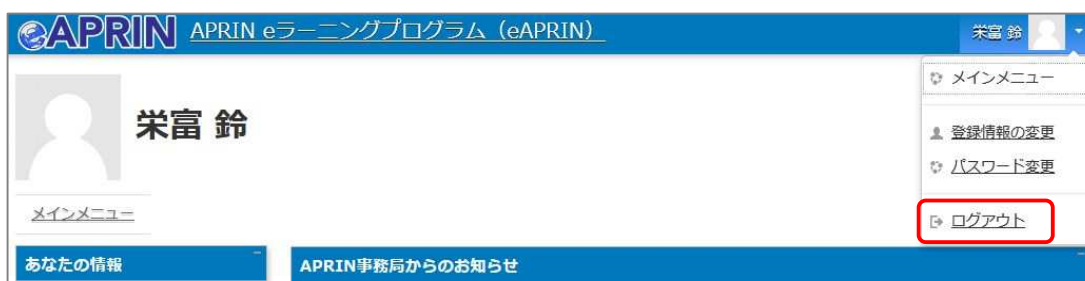 APRIN APRIN eラーニングプログラム（eAPRIN）
栄富 鈴
メインメニュー
栄富 鈴
登録情報の変更
パスワード変更
メインメニュー
ログアウト
あなたの情報
APRIN事務局からのお知らせ